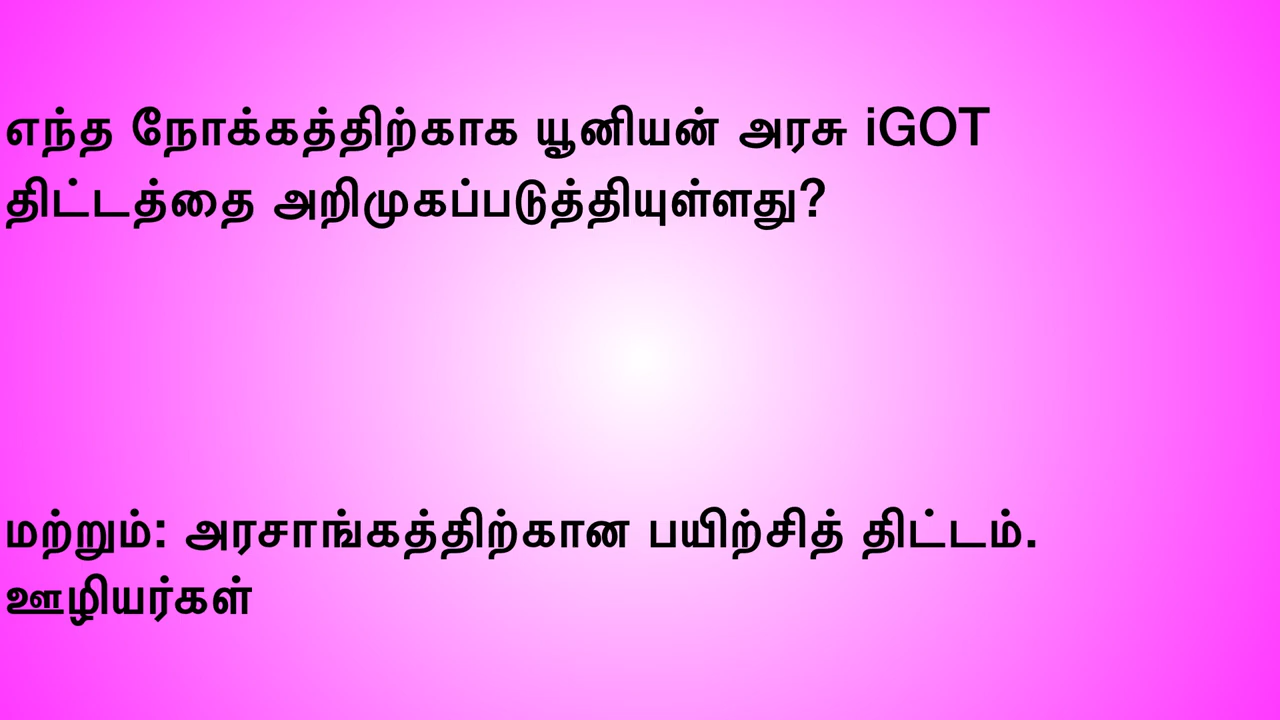 எந்த நோக்கத்திற்காக யூனியன் அரசு iGOT
திட்டத்தை அறிமுகப்படுத்தியுள்ளது?
மற்றும்: அரசாங்கத்திற்கான பயிற்சித் திட்டம்.
ஊழியர்கள்